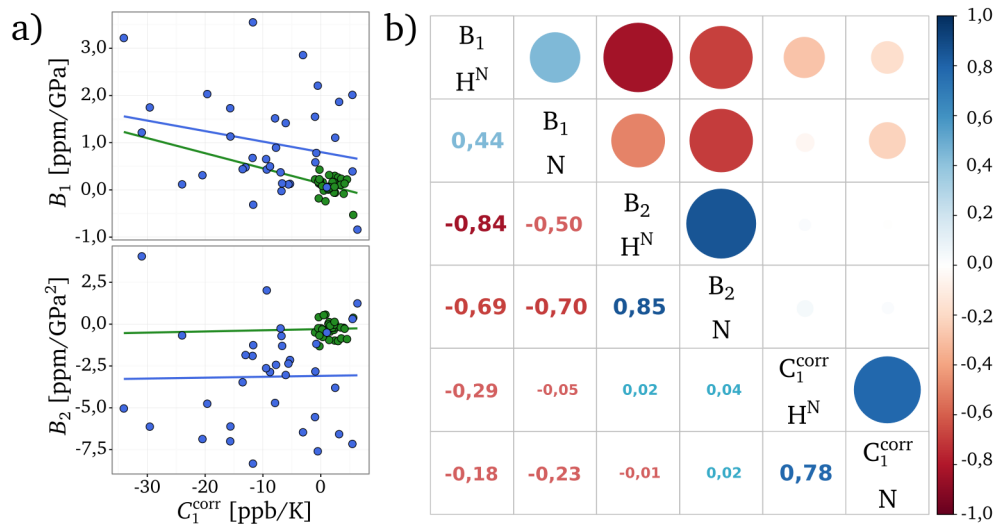 a)
3,0
2,0
1,0
0,0
-1,0
B₁ [ppm/GPa]
2,5
0,0
-2,5
-5,0
-7,5
B₂ [ppm/GPa²]
-30 -20 -10 0
C₁ᶜᵒʳʳ [ppb/K]
b)
B₁
Hᴺ
0,44 B₁
N
-0,84 -0,50 B₂
Hᴺ
-0,69 -0,70 0,85 B₂
N
-0,29 -0,05 0,02 0,04 C₁ᶜᵒʳʳ
Hᴺ
-0,18 -0,23 -0,01 0,02 0,78 C₁ᶜᵒʳʳ
N
1,0
0,8
0,6
0,4
0,2
0,0
-0,2
-0,4
-0,6
-0,8
-1,0